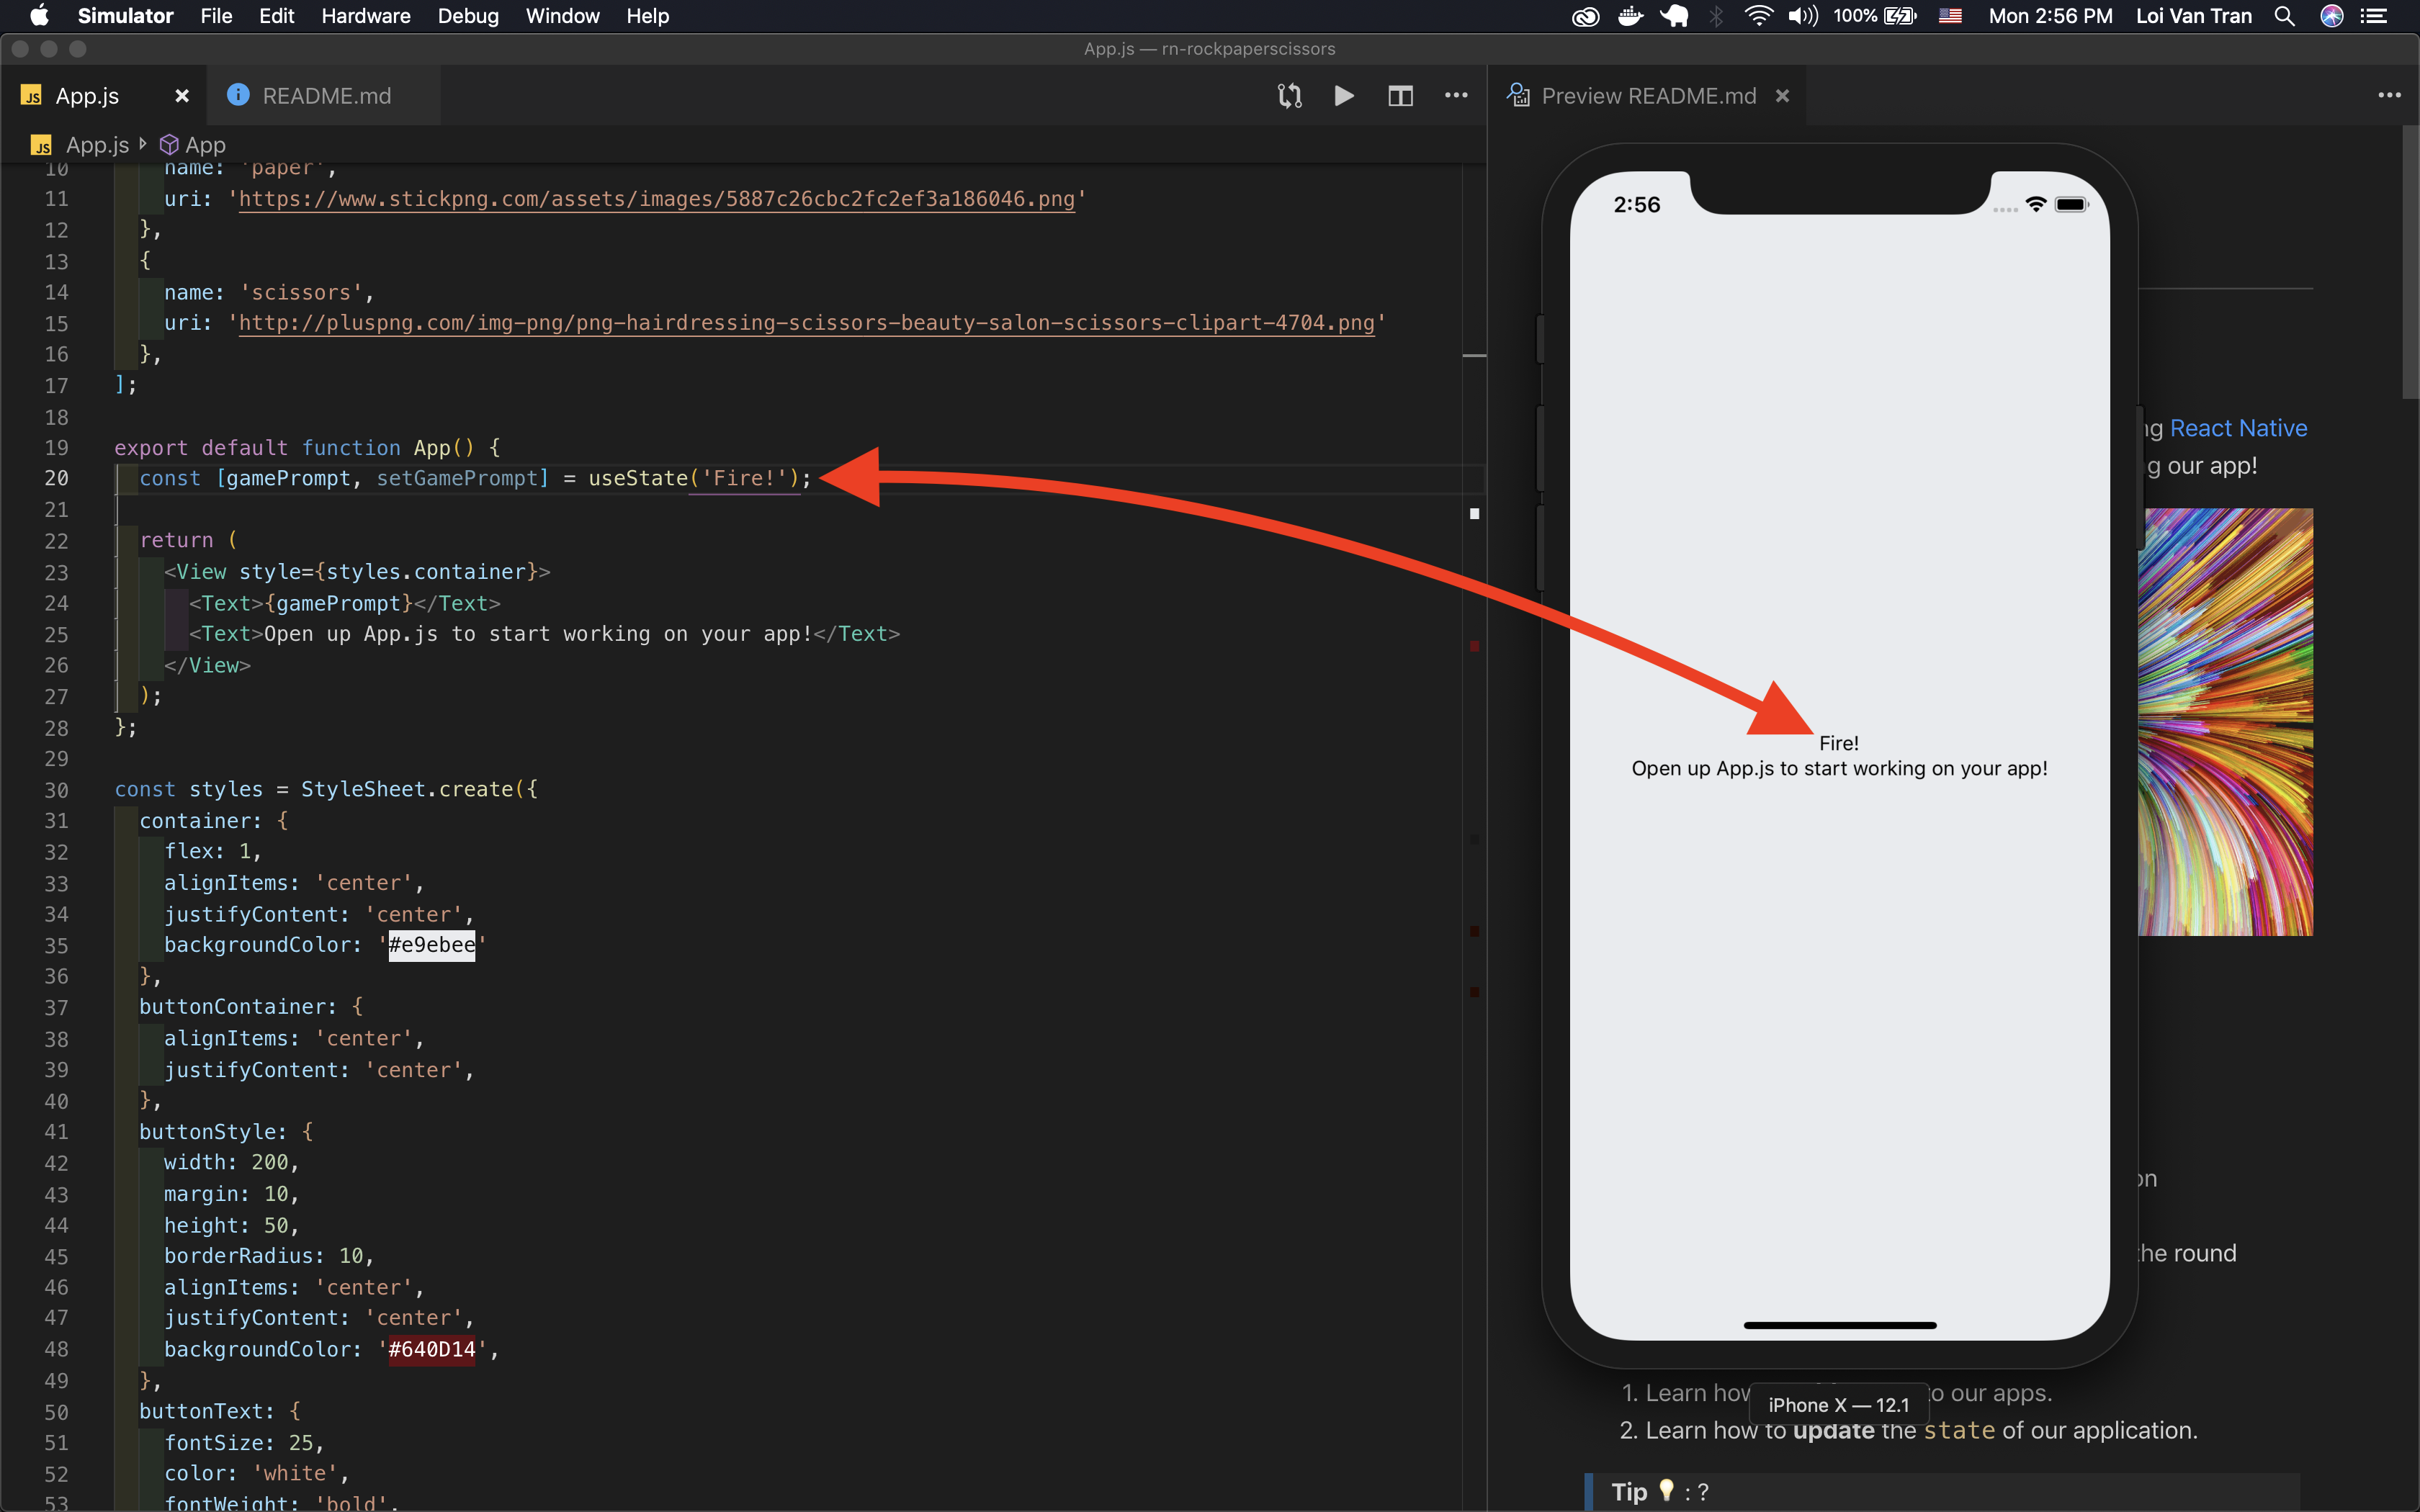 Simulator File Edit Hardware Debug Window Help 100% Mon 2:56 PM Loi Van Tran
App.js — rn-rockpaperscissors
JS App.js README.md
Preview README.md
JS App.js App
10 name: 'paper',
11 uri: 'https://www.stickpng.com/assets/images/5887c26cbc2fc2ef3a186046.png'
12 },
13 {
14 name: 'scissors',
15 uri: 'http://pluspng.com/img-png/png-hairdressing-scissors-beauty-salon-scissors-clipart-4704.png'
16 },
17 ];
18
19 export default function App() {
20 const [gamePrompt, setGamePrompt] = useState('Fire!');
21
22 return (
23 <View style={styles.container}>
24 <Text>{gamePrompt}</Text>
25 <Text>Open up App.js to start working on your app!</Text>
26 </View>
27 );
28 };
29
30 const styles = StyleSheet.create({
31 container: {
32 flex: 1,
33 alignItems: 'center',
34 justifyContent: 'center',
35 backgroundColor: '#e9ebee'
36 },
37 buttonContainer: {
38 alignItems: 'center',
39 justifyContent: 'center',
40 },
41 buttonStyle: {
42 width: 200,
43 margin: 10,
44 height: 50,
45 borderRadius: 10,
46 alignItems: 'center',
47 justifyContent: 'center',
48 backgroundColor: '#640D14',
49 },
50 buttonText: {
51 fontSize: 25,
52 color: 'white',
53 fontWeight: 'bold',
2:56
Fire!
Open up App.js to start working on your app!
React Native
g our app!
he round
iPhone X — 12.1
1. Learn how to our apps.
2. Learn how to update the state of our application.
Tip : ?